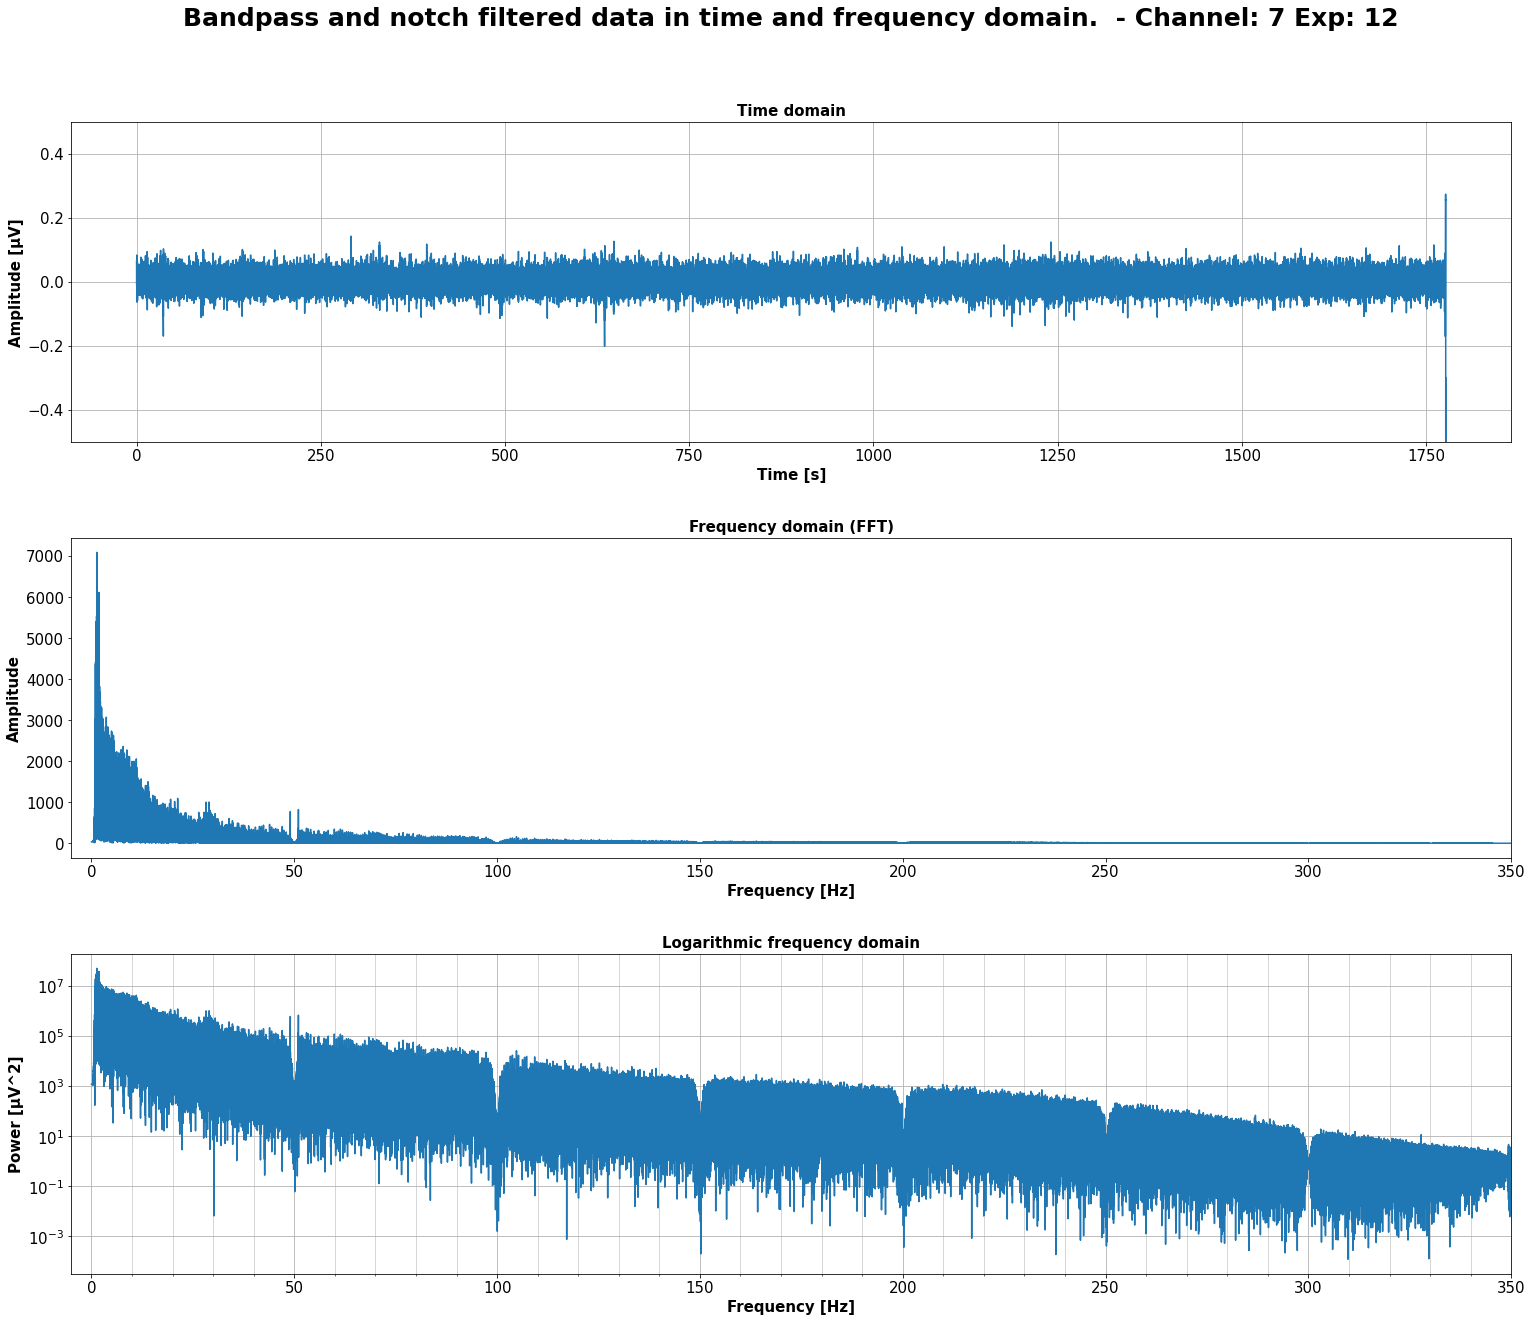 Bandpass and notch filtered data in time and frequency domain.  - Channel: 7 Exp: 12
Time domain
Amplitude [µV]
0.4
0.2
0.0
−0.2
−0.4
0 250 500 750 1000 1250 1500 1750
Time [s]
Frequency domain (FFT)
Amplitude
7000
6000
5000
4000
3000
2000
1000
0
0 50 100 150 200 250 300 350
Frequency [Hz]
Logarithmic frequency domain
Power [µV^2]
10^7
10^5
10^3
10^1
10^−1
10^−3
0 50 100 150 200 250 300 350
Frequency [Hz]